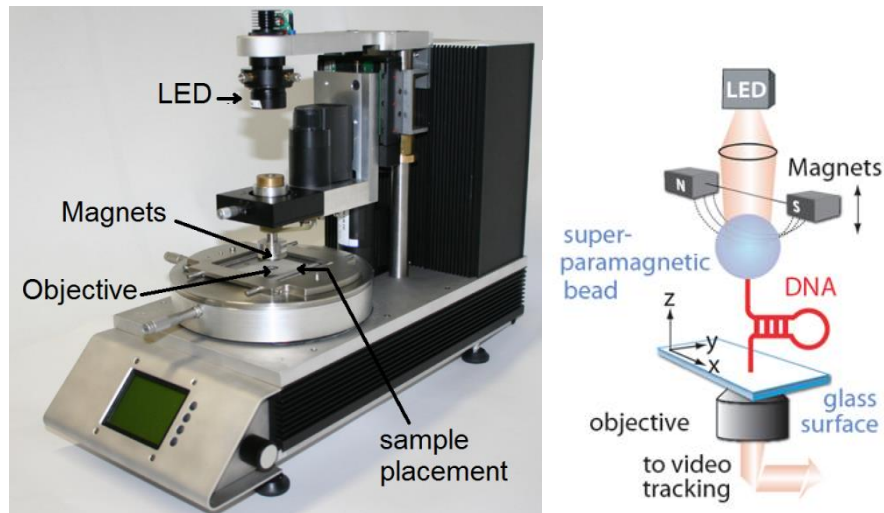 LED
Magnets
Objective
sample
placement
LED
Magnets
N
S
super-
paramagnetic
bead
DNA
z
y
x
objective
glass
surface
to video
tracking